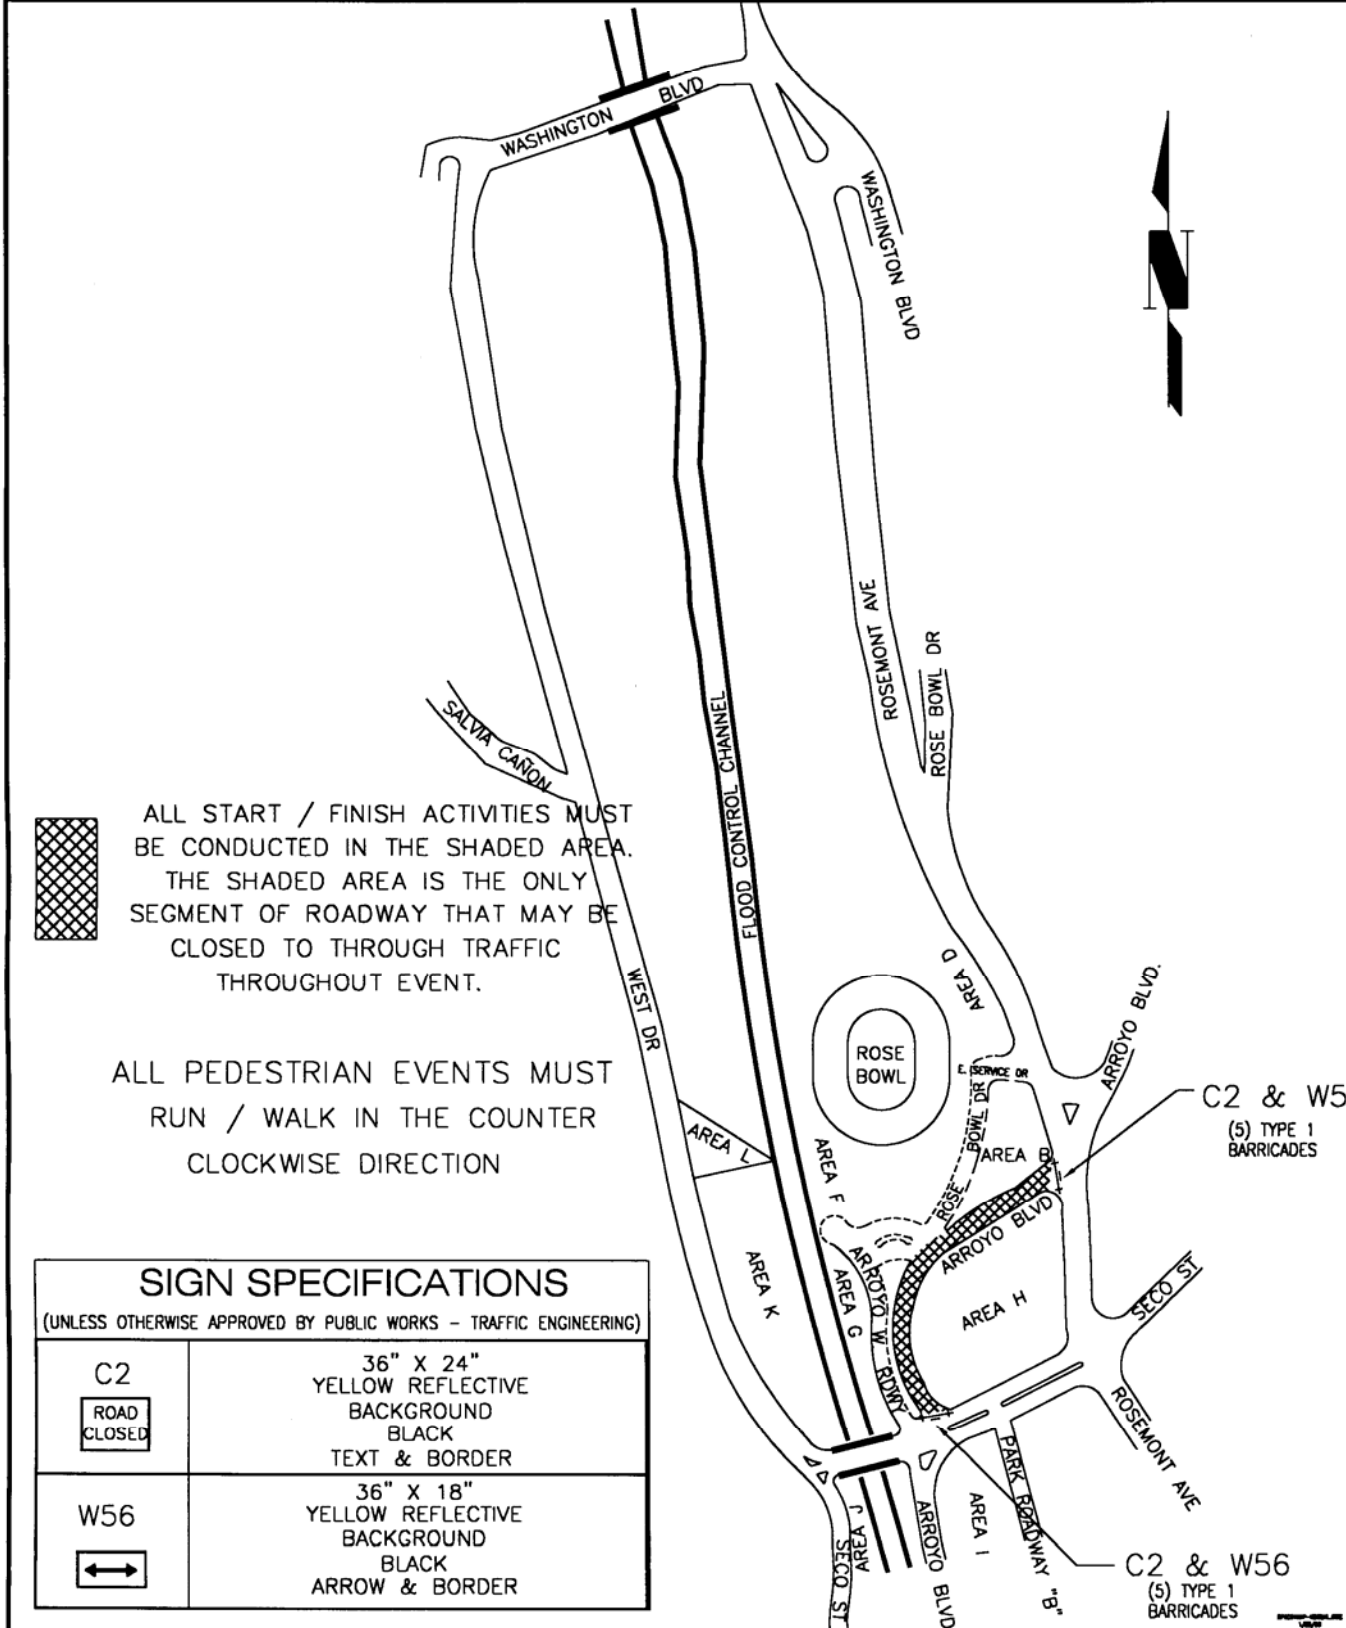 WASHINGTON BLVD
WASHINGTON BLVD
ROSEMONT AVE
ROSE BOWL DR
SALVIA CAÑON
FLOOD CONTROL CHANNEL
ALL START / FINISH ACTIVITIES MUST
BE CONDUCTED IN THE SHADED AREA.
THE SHADED AREA IS THE ONLY
SEGMENT OF ROADWAY THAT MAY BE
CLOSED TO THROUGH TRAFFIC
THROUGHOUT EVENT.
WEST DR
AREA D
ARROYO BLVD.
ROSE
BOWL
E. SERVICE DR
ROSE BOWL DR
ALL PEDESTRIAN EVENTS MUST
RUN / WALK IN THE COUNTER
CLOCKWISE DIRECTION
C2 & W5
(5) TYPE 1
BARRICADES
AREA L
AREA F
AREA B
ARROYO BLVD
AREA K
AREA G
ARROYO W RDWY
AREA H
SECO ST
ROSEMONT AVE
SIGN SPECIFICATIONS
(UNLESS OTHERWISE APPROVED BY PUBLIC WORKS - TRAFFIC ENGINEERING)
C2
ROAD
CLOSED
36" X 24"
YELLOW REFLECTIVE
BACKGROUND
BLACK
TEXT & BORDER
W56
36" X 18"
YELLOW REFLECTIVE
BACKGROUND
BLACK
ARROW & BORDER
SECO ST
AREA J
ARROYO BLVD
AREA I
PARK ROADWAY "B"
C2 & W56
(5) TYPE 1
BARRICADES
N